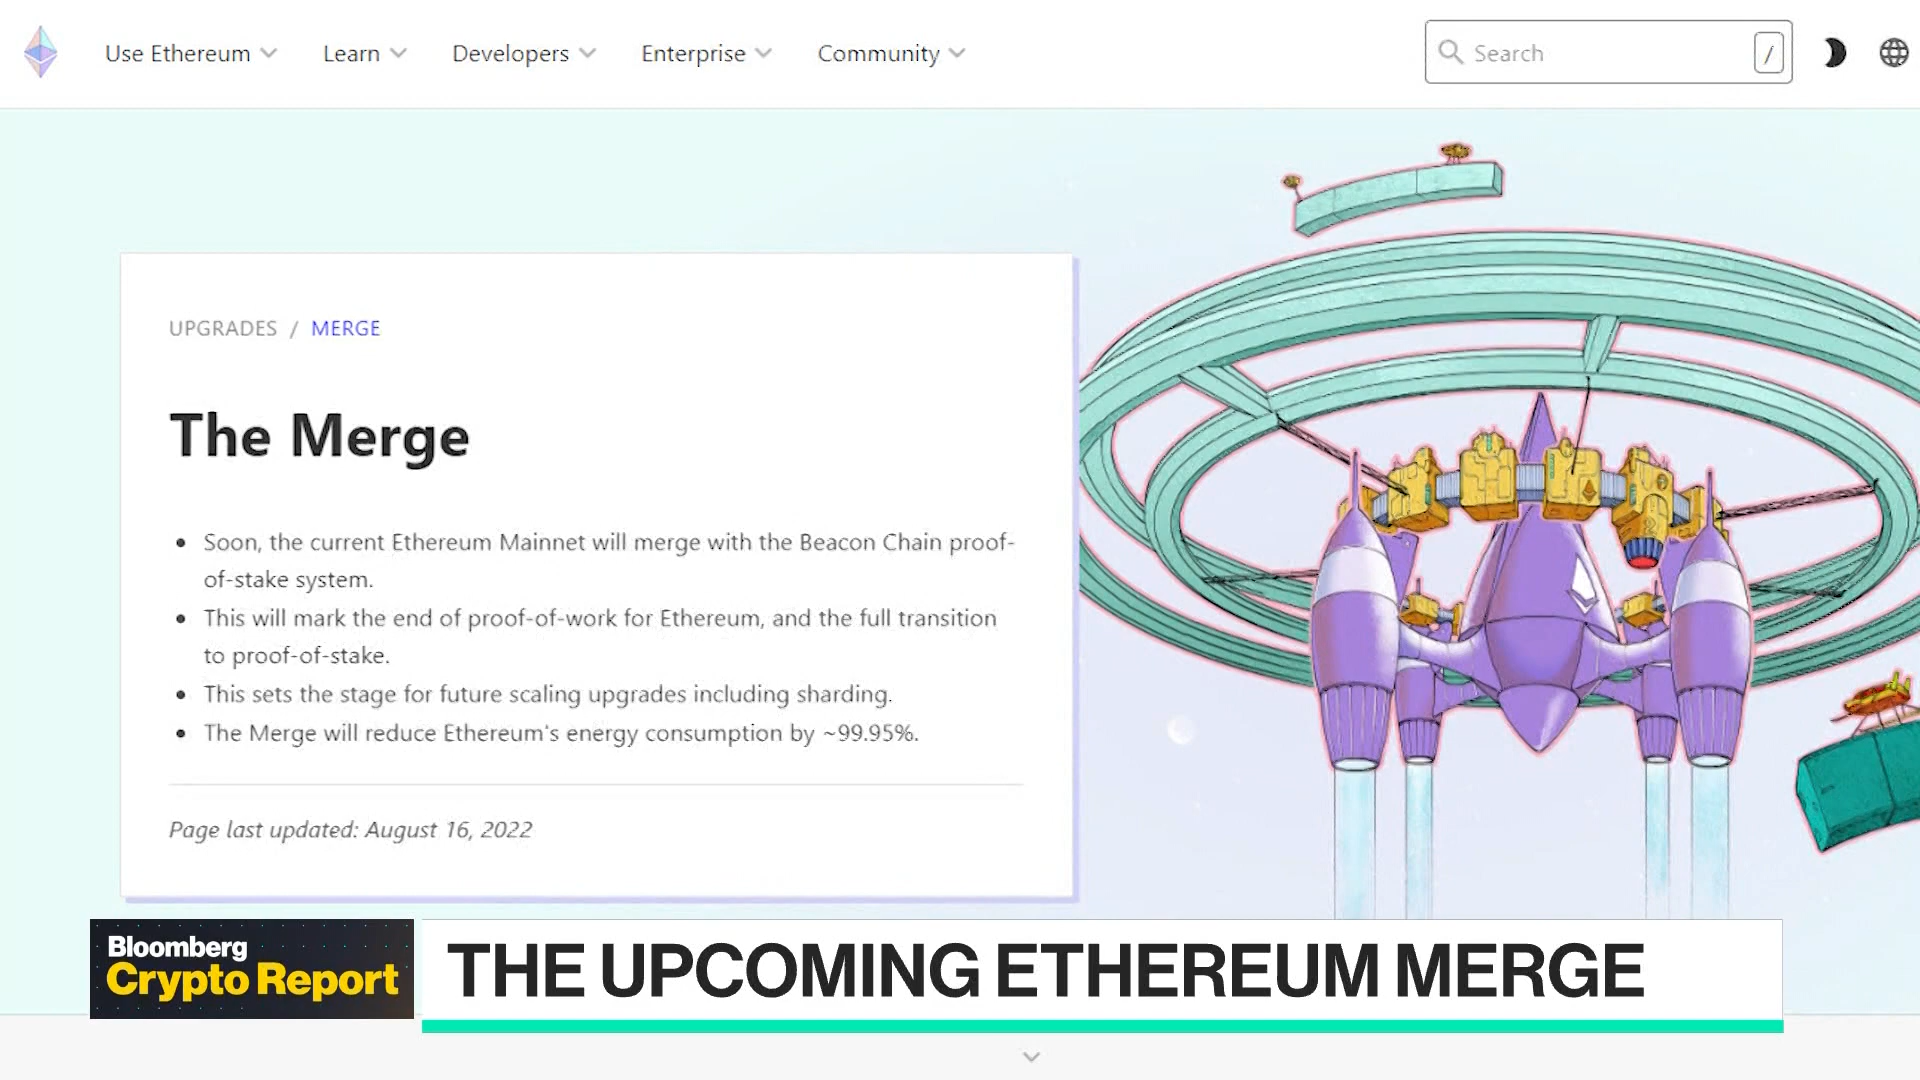 Use Ethereum Learn Developers Enterprise Community Search /
UPGRADES / MERGE
The Merge
• Soon, the current Ethereum Mainnet will merge with the Beacon Chain proof-
of-stake system.
• This will mark the end of proof-of-work for Ethereum, and the full transition
to proof-of-stake.
• This sets the stage for future scaling upgrades including sharding.
• The Merge will reduce Ethereum's energy consumption by ~99.95%.
Page last updated: August 16, 2022
Bloomberg
Crypto Report
THE UPCOMING ETHEREUM MERGE